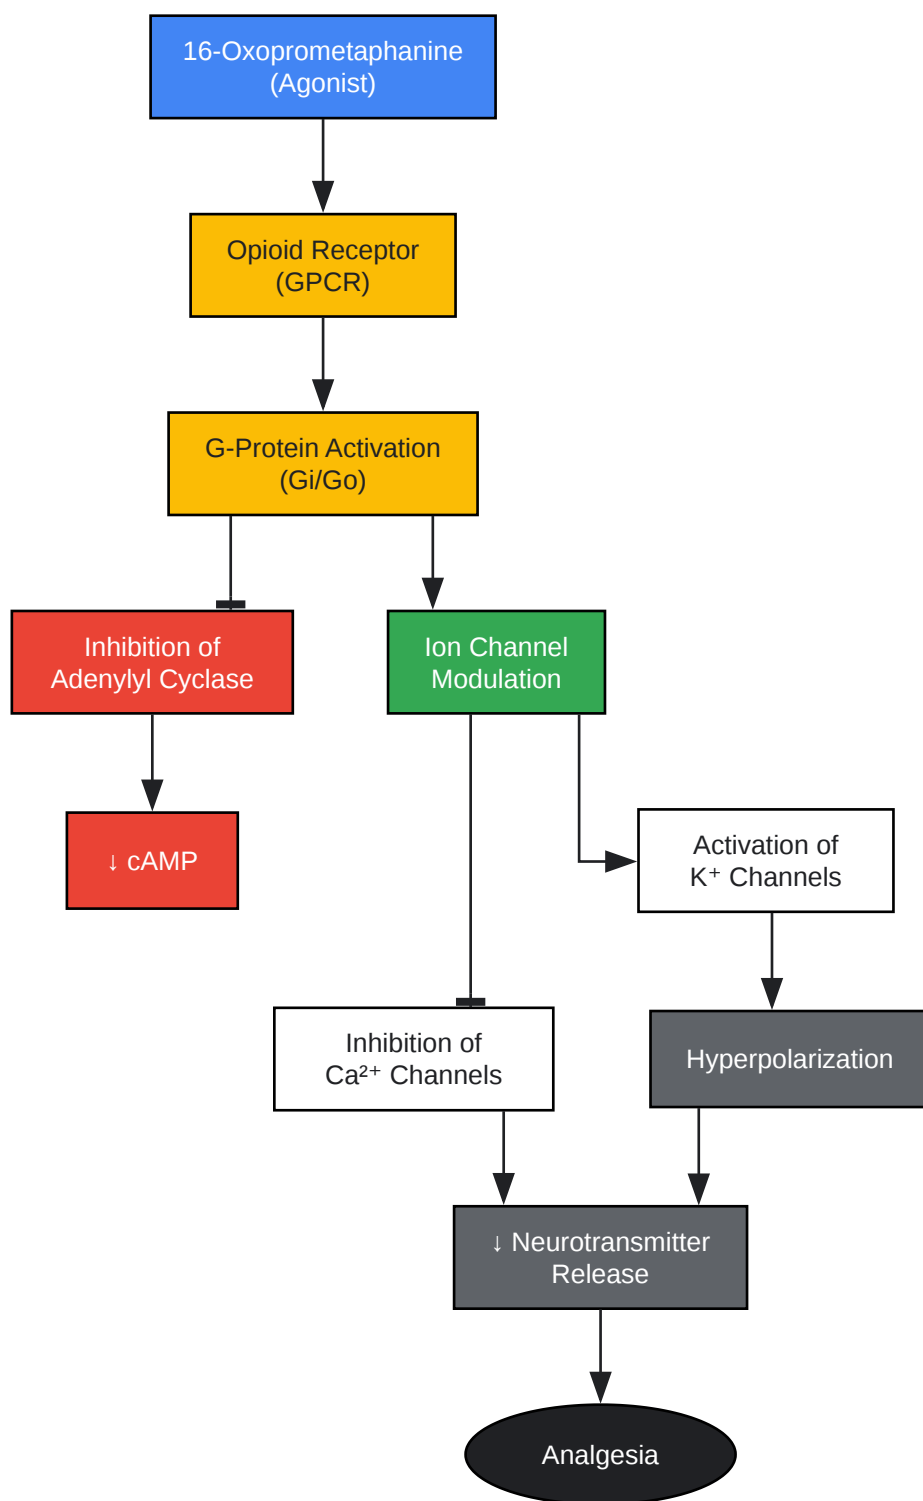 16-Oxoprometaphanine
(Agonist)
Opioid Receptor
(GPCR)
G-Protein Activation
(Gi/Go)
Inhibition of
Adenylyl Cyclase
Ion Channel
Modulation
↓ cAMP
Activation of
K⁺ Channels
Inhibition of
Ca²⁺ Channels
Hyperpolarization
↓ Neurotransmitter
Release
Analgesia